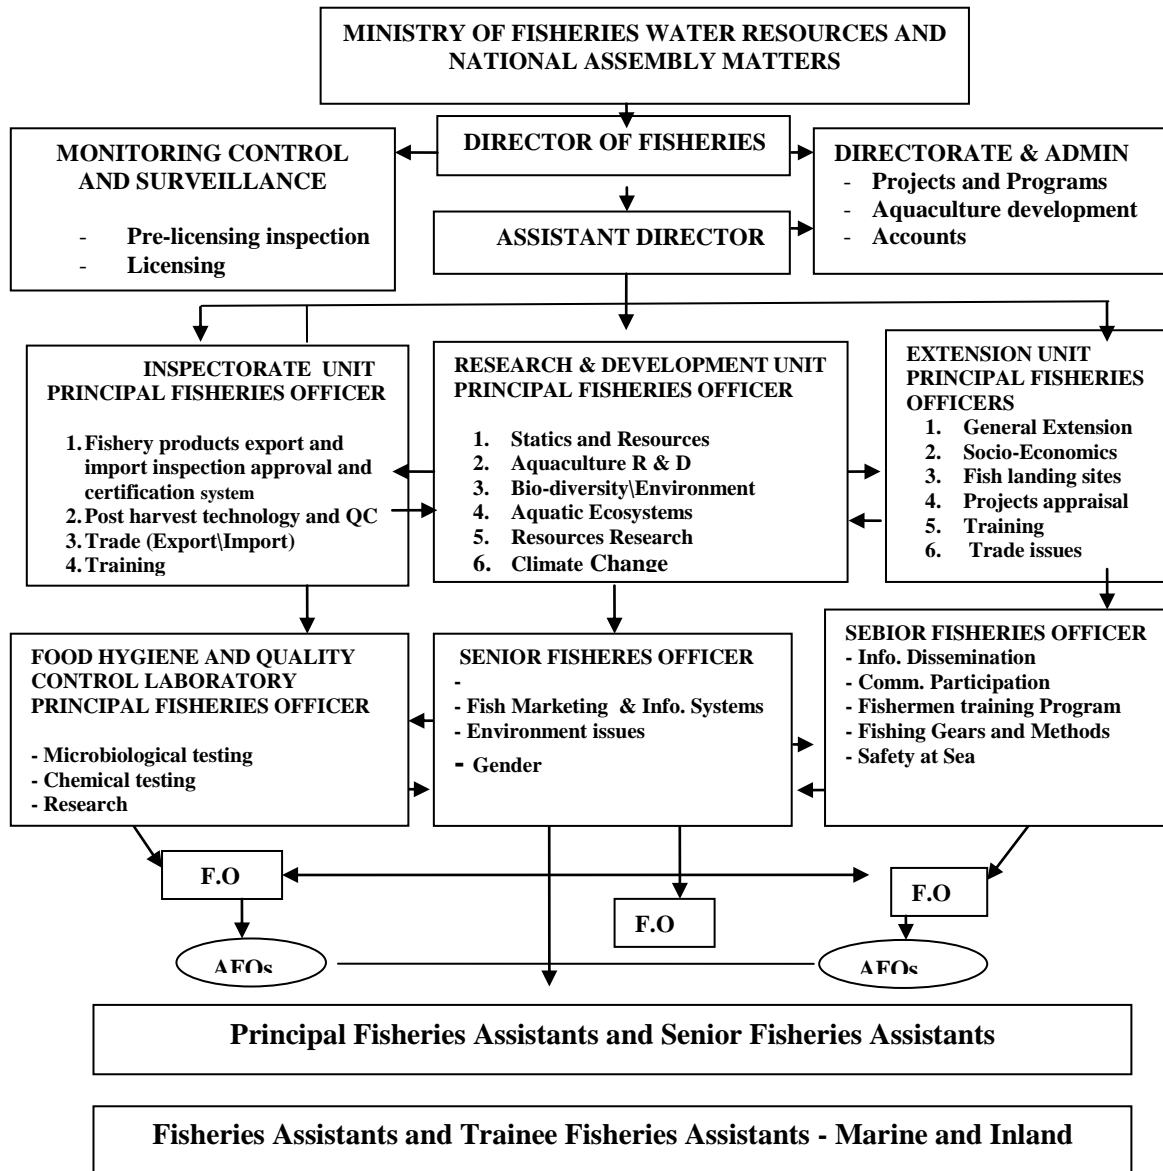 MINISTRY OF FISHERIES WATER RESOURCES AND
NATIONAL ASSEMBLY MATTERS
DIRECTOR OF FISHERIES
MONITORING CONTROL
AND SURVEILLANCE
- Pre-licensing inspection
- Licensing
DIRECTORATE & ADMIN
- Projects and Programs
- Aquaculture development
- Accounts
ASSISTANT DIRECTOR
INSPECTORATE UNIT
PRINCIPAL FISHERIES OFFICER
1. Fishery products export and
import inspection approval and
certification system
2. Post harvest technology and QC
3. Trade (Export\Import)
4. Training
RESEARCH & DEVELOPMENT UNIT
PRINCIPAL FISHERIES OFFICER
1. Statics and Resources
2. Aquaculture R & D
3. Bio-diversity\Environment
4. Aquatic Ecosystems
5. Resources Research
6. Climate Change
EXTENSION UNIT
PRINCIPAL FISHERIES
OFFICERS
1. General Extension
2. Socio-Economics
3. Fish landing sites
4. Projects appraisal
5. Training
6. Trade issues
FOOD HYGIENE AND QUALITY
CONTROL LABORATORY
PRINCIPAL FISHERIES OFFICER
- Microbiological testing
- Chemical testing
- Research
SENIOR FISHERES OFFICER
-
- Fish Marketing & Info. Systems
- Environment issues
- Gender
SEBIOR FISHERIES OFFICER
- Info. Dissemination
- Comm. Participation
- Fishermen training Program
- Fishing Gears and Methods
- Safety at Sea
F.O
F.O
F.O
AFOs
AFOs
Principal Fisheries Assistants and Senior Fisheries Assistants
Fisheries Assistants and Trainee Fisheries Assistants - Marine and Inland